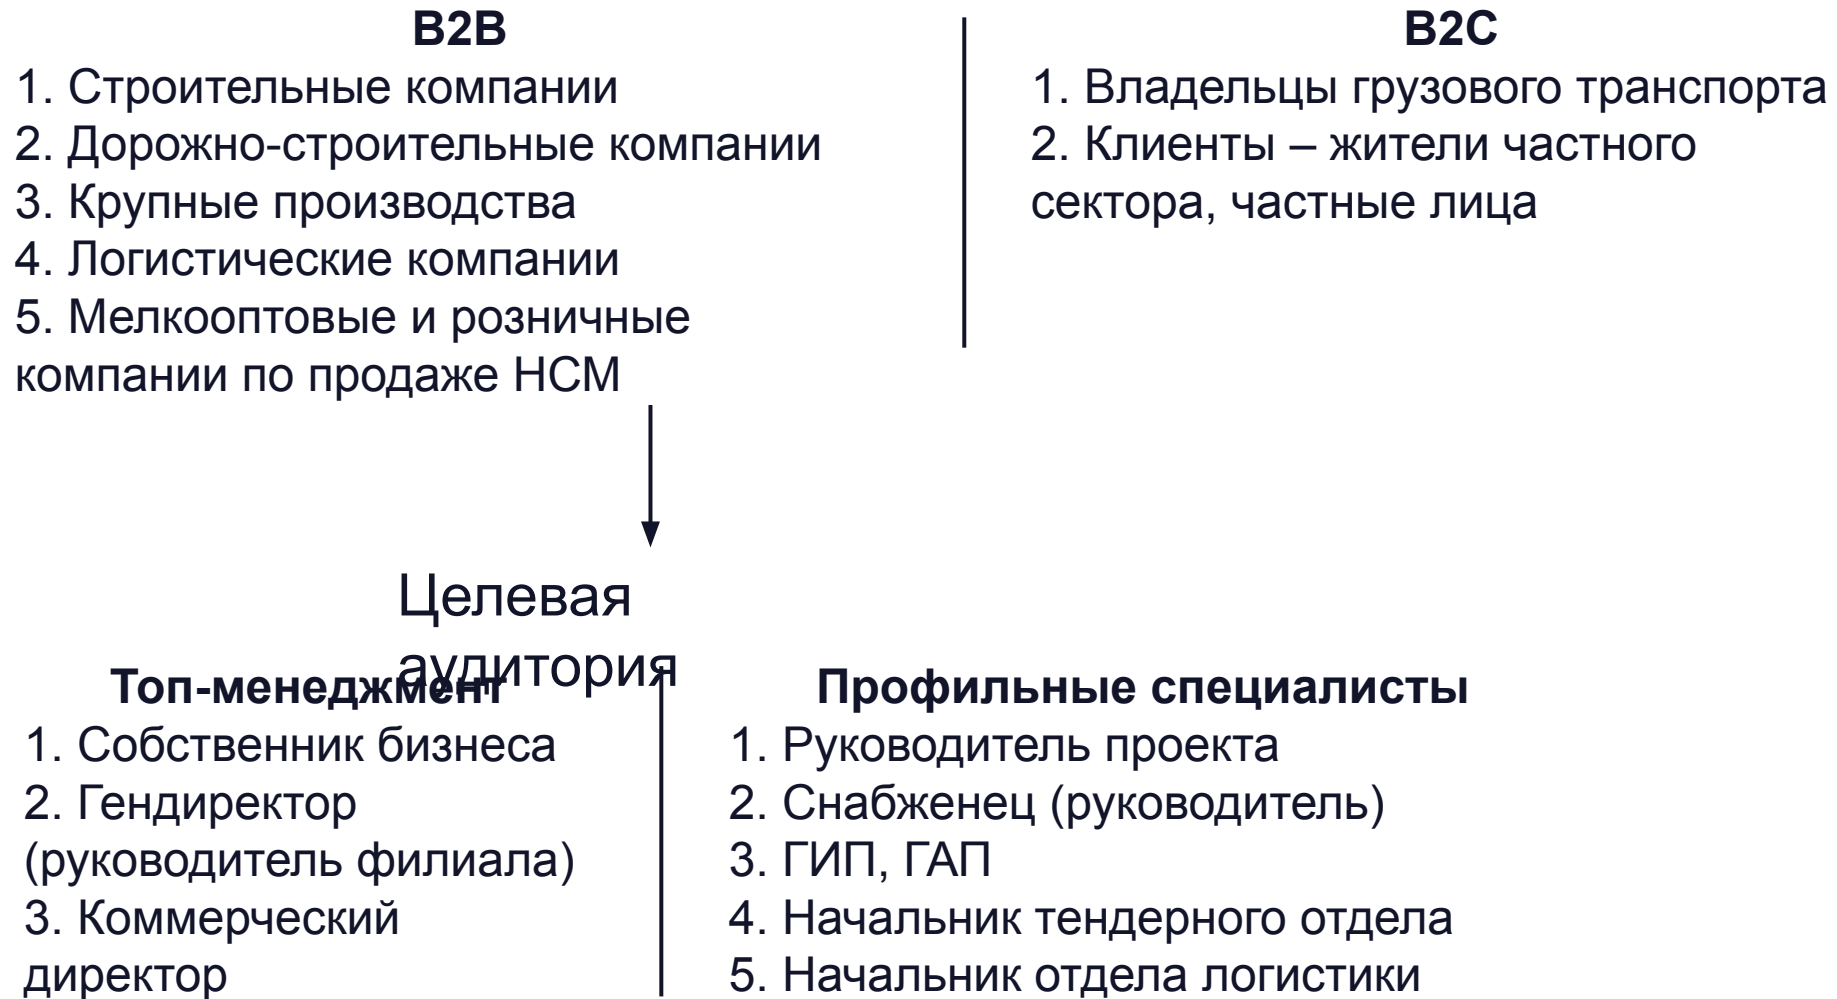 B2B
1. Строительные компании
2. Дорожно-строительные компании
3. Крупные производства
4. Логистические компании
5. Мелкооптовые и розничные
компании по продаже НСМ
B2C
1. Владельцы грузового транспорта
2. Клиенты – жители частного
сектора, частные лица
Целевая
аудитория
Топ-менеджмент
1. Собственник бизнеса
2. Гендиректор
(руководитель филиала)
3. Коммерческий
директор
Профильные специалисты
1. Руководитель проекта
2. Снабженец (руководитель)
3. ГИП, ГАП
4. Начальник тендерного отдела
5. Начальник отдела логистики